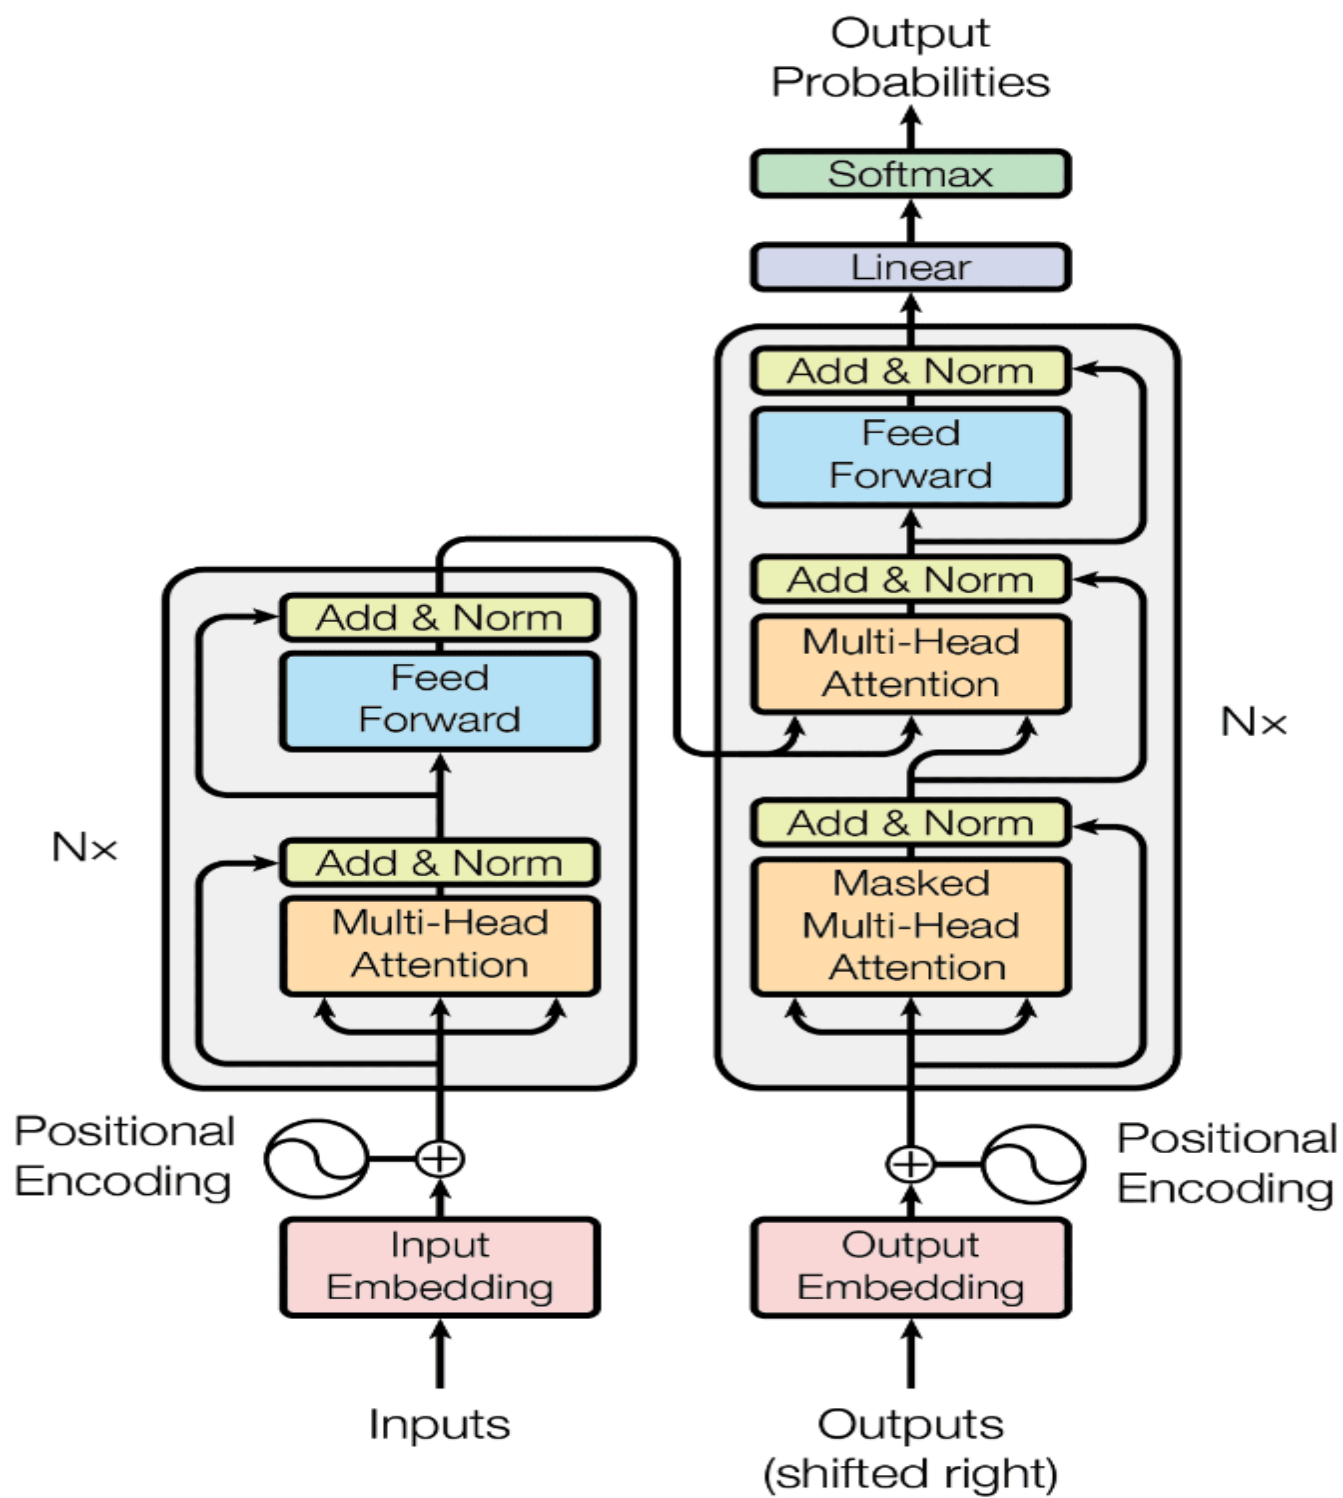 Output
Probabilities
Softmax
Linear
Add & Norm
Feed
Forward
Add & Norm
Multi-Head
Attention
Nx
Add & Norm
Masked
Multi-Head
Attention
Add & Norm
Feed
Forward
Nx
Add & Norm
Multi-Head
Attention
Positional
Encoding
Positional
Encoding
Input
Embedding
Output
Embedding
Inputs
Outputs
(shifted right)